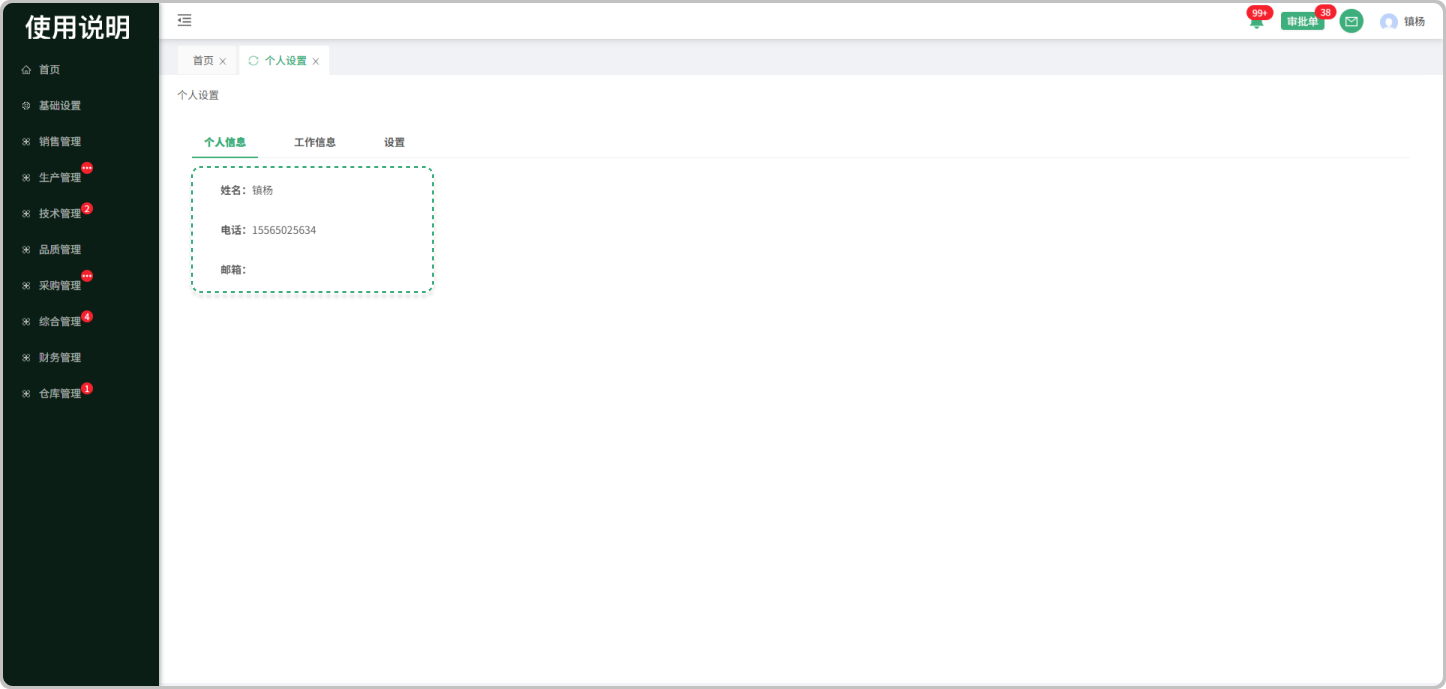 使用说明
首页
基础设置
销售管理
生产管理
技术管理 2
品质管理
采购管理
综合管理 4
财务管理
仓库管理 1
99+ 审批单 38 镇杨
首页 x 个人设置 x
个人设置
个人信息 工作信息 设置
姓名: 镇杨
电话: 15565025634
邮箱: